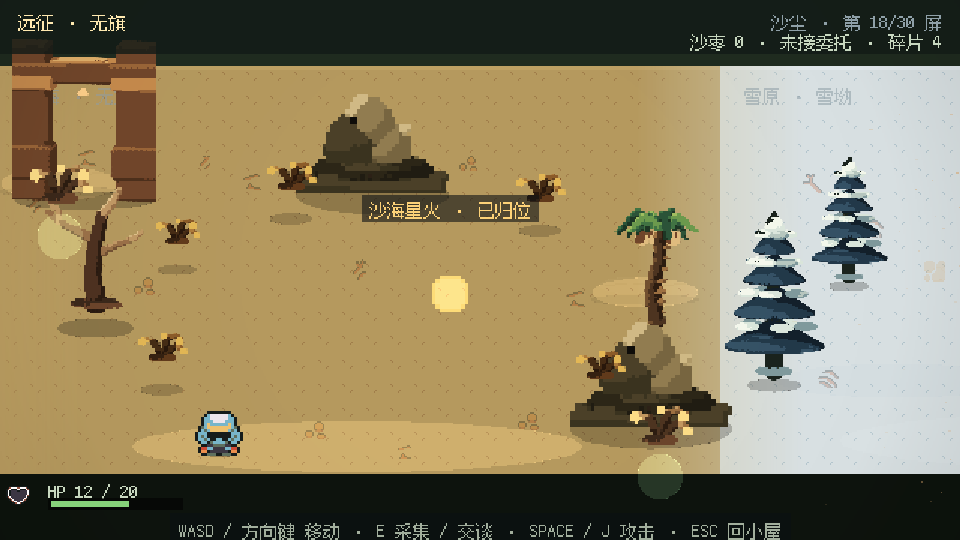 远征 · 无旗
沙尘 · 第 18/30 屏
沙枣 0 · 未接委托 · 碎片 4
雪原 · 雪坳
沙海星火 · 已归位
HP 12 / 20
WASD / 方向键 移动 · E 采集 / 交谈 · SPACE / J 攻击 · ESC 回小屋